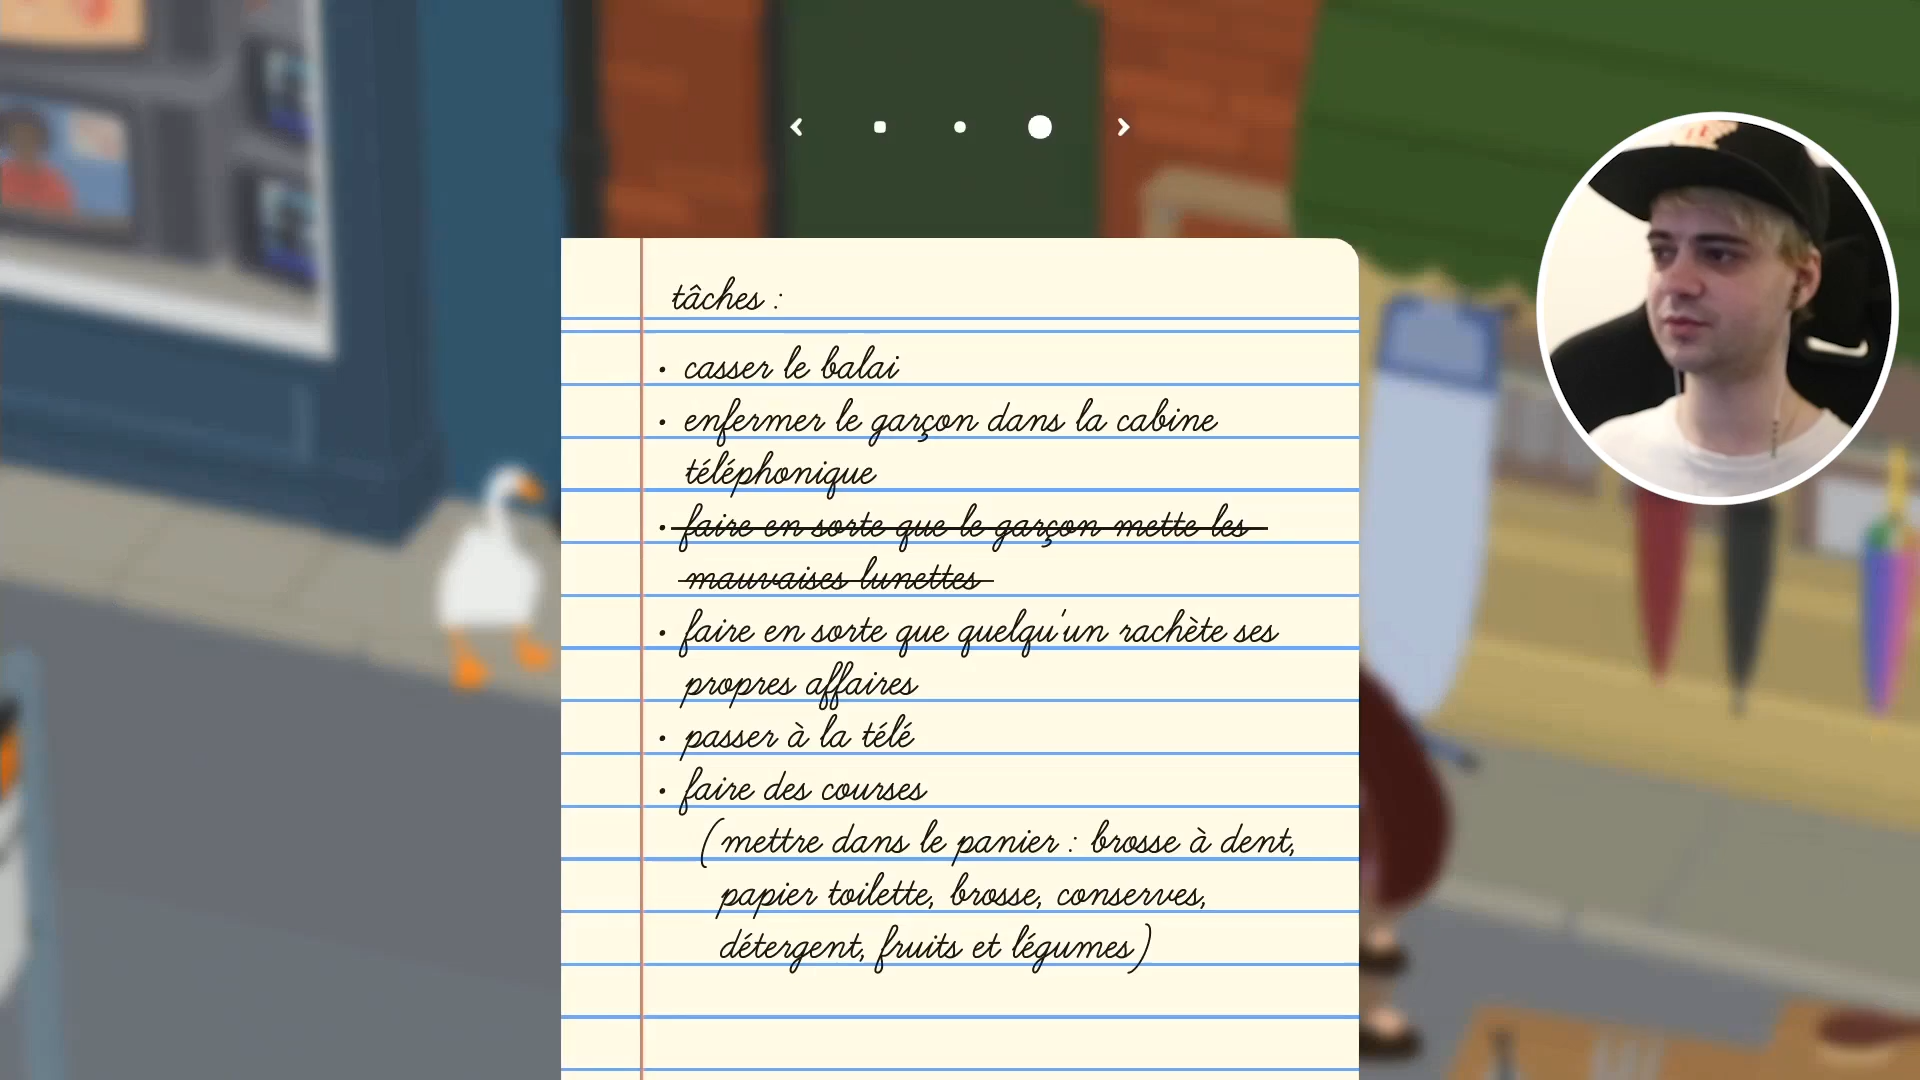 tâches :
• casser le balai
• enfermer le garçon dans la cabine
téléphonique
• faire en sorte que le garçon mette les
mauvaises lunettes
• faire en sorte que quelqu'un rachète ses
propres affaires
• passer à la télé
• faire des courses
(mettre dans le panier : brosse à dent,
papier toilette, brosse, conserves,
détergent, fruits et légumes)